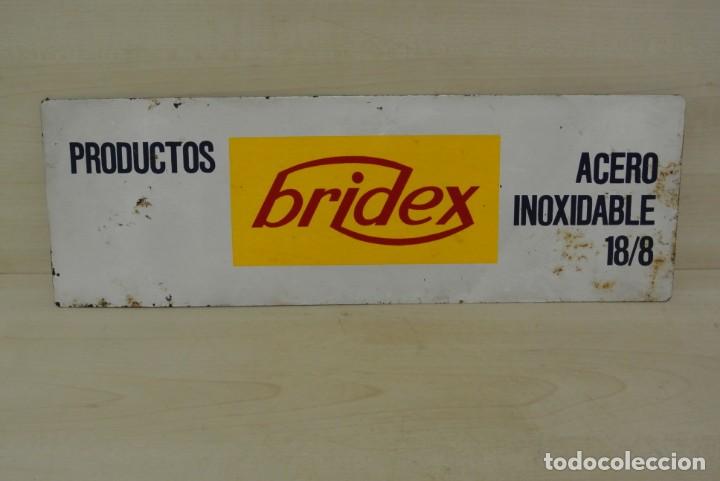 PRODUCTOS
bridex
ACERO
INOXIDABLE
18/8
todocoleccion